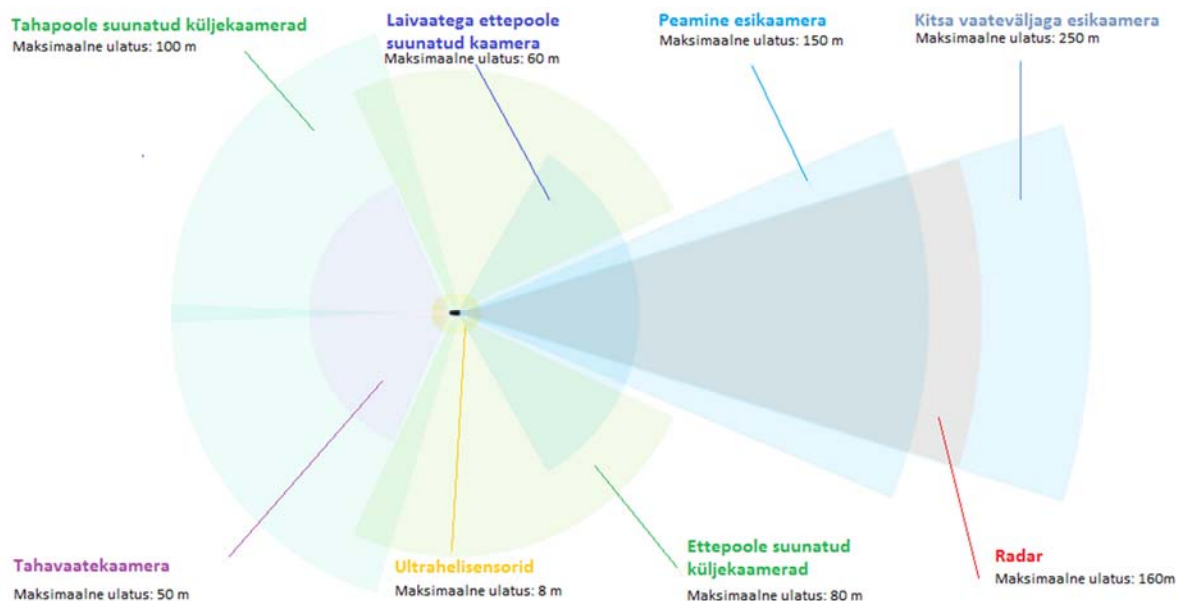 Tahapoole suunatud küljekaamerad
Maksimaalne ulatus: 100 m
Laivaatega ettepoole
suunatud kaamera
Maksimaalne ulatus: 60 m
Peamine esikaamera
Maksimaalne ulatus: 150 m
Kitsa vaateväljaga esikaamera
Maksimaalne ulatus: 250 m
Tahavaatekaamera
Maksimaalne ulatus: 50 m
Ultrahelisensorid
Maksimaalne ulatus: 8 m
Ettepoole suunatud
küljekaamerad
Maksimaalne ulatus: 80 m
Radar
Maksimaalne ulatus: 160m